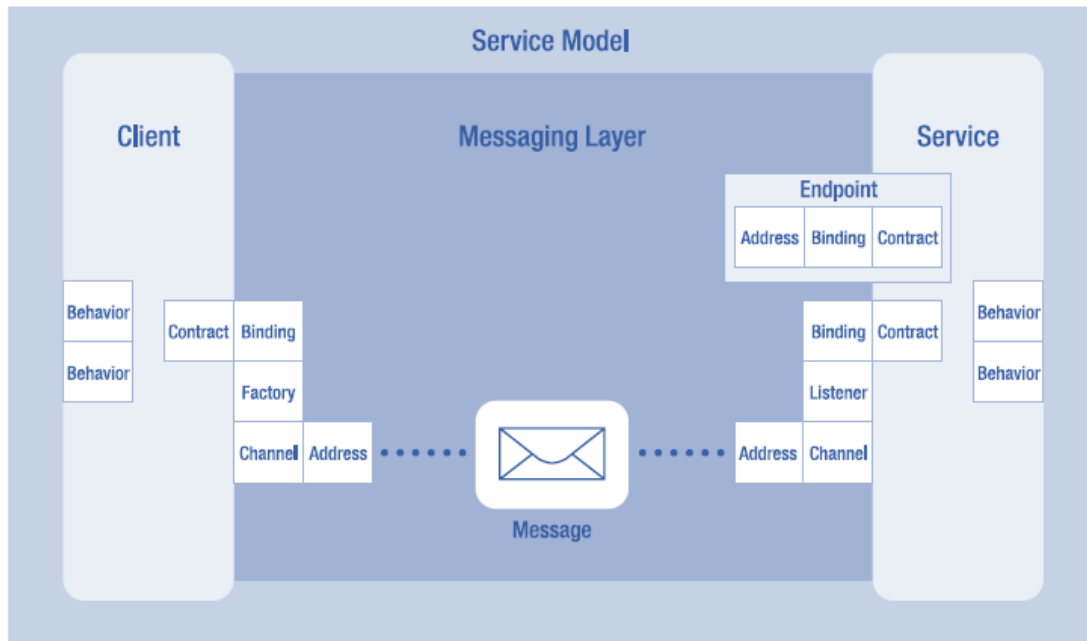 Service Model
Client
Messaging Layer
Service
Endpoint
Address Binding Contract
Behavior
Behavior
Contract Binding
Factory
Channel Address
Message
Binding Contract
Listener
Address Channel
Behavior
Behavior